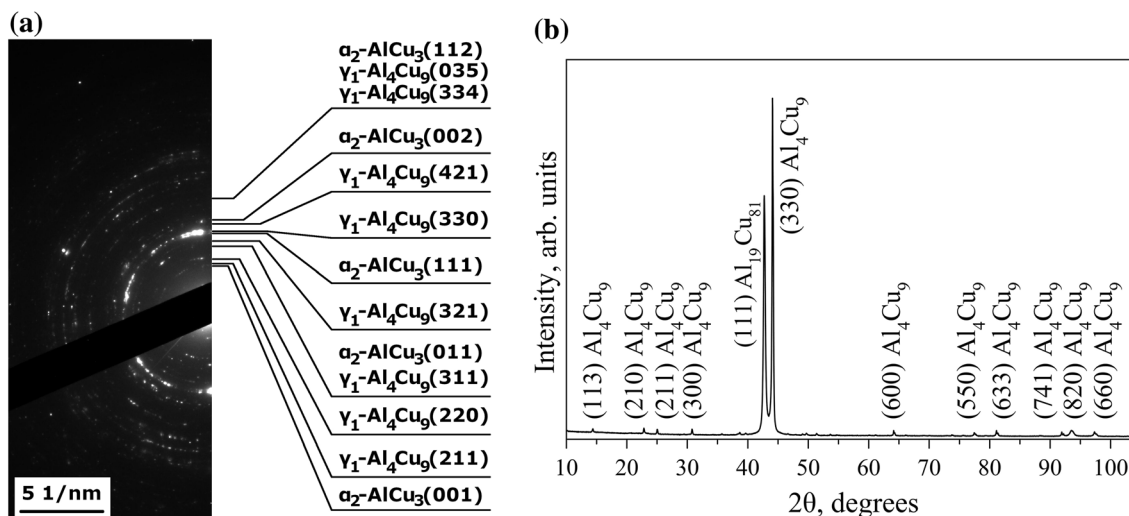 (a)
α₂-AlCu₃(112)
γ₁-Al₄Cu₉(035)
γ₁-Al₄Cu₉(334)
α₂-AlCu₃(002)
γ₁-Al₄Cu₉(421)
γ₁-Al₄Cu₉(330)
α₂-AlCu₃(111)
γ₁-Al₄Cu₉(321)
α₂-AlCu₃(011)
γ₁-Al₄Cu₉(311)
γ₁-Al₄Cu₉(220)
γ₁-Al₄Cu₉(211)
α₂-AlCu₃(001)
5 1/nm
(b)
Intensity, arb. units
(113) Al₄Cu₉
(210) Al₄Cu₉
(211) Al₄Cu₉
(300) Al₄Cu₉
(111) Al₁₉Cu₈₁
(330) Al₄Cu₉
(600) Al₄Cu₉
(550) Al₄Cu₉
(633) Al₄Cu₉
(741) Al₄Cu₉
(820) Al₄Cu₉
(660) Al₄Cu₉
10 20 30 40 50 60 70 80 90 100
2θ, degrees